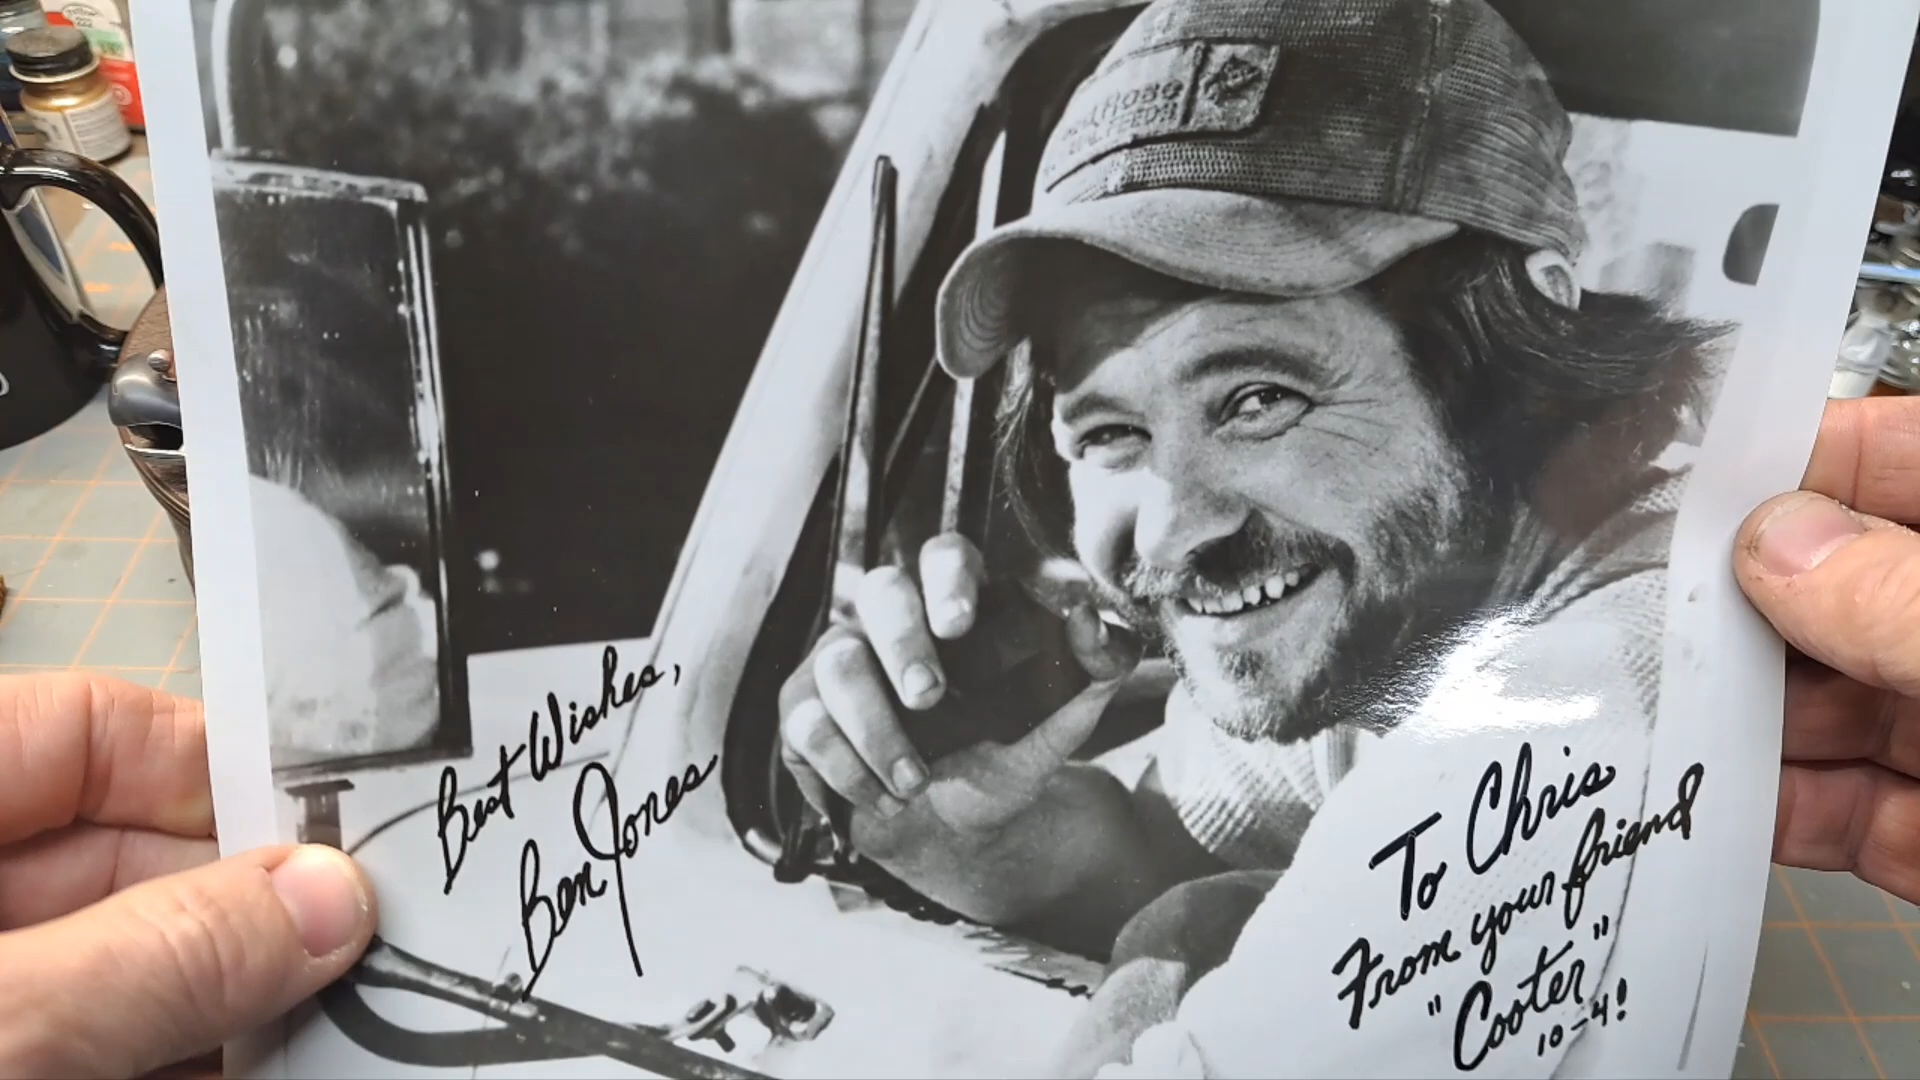 Best Wishes,
Ben Jones
To Chris
From your friend
"Cooter"
10-4!